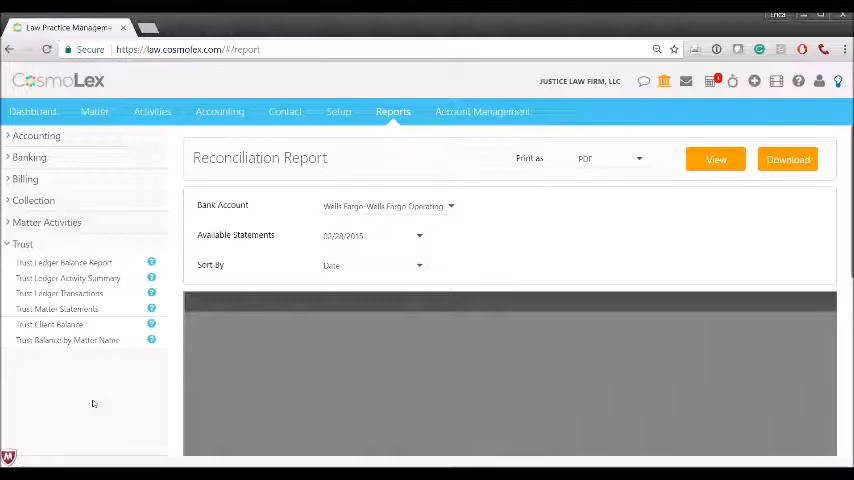 Erica
Law Practice Manageme
Secure
https://law.cosmolex.com/#/report
CosmoLex
JUSTICE LAW FIRM, LLC
1
Dashboard Matter Activities Accounting Contact Setup Reports Account Management
Accounting
Banking
Billing
Collection
Matter Activities
Trust
Trust Ledger Balance Report
Trust Ledger Activity Summary
Trust Ledger Transactions
Trust Matter Statements
Trust Client Balance
Trust Balance by Matter Name
Reconciliation Report
Print as PDF View Download
Bank Account Wells Fargo-Wells Fargo Operating
Available Statements 02/28/2015
Sort By Date